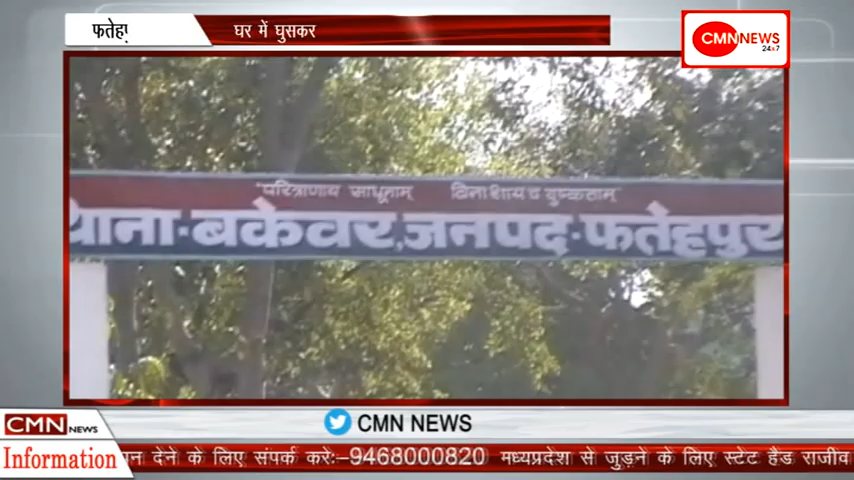 फतेहा
घर में घुसकर
CMN NEWS
24x7
"परित्राणाय साधूनाम् विनाशाय च दुष्कृताम्"
थाना-बकेवर, जनपद-फतेहपुर
CMN NEWS
CMN NEWS
Information
देने के लिए संपर्क करे:-9468000820 मध्यप्रदेश से जुड़ने के लिए स्टेट हैड राजीव